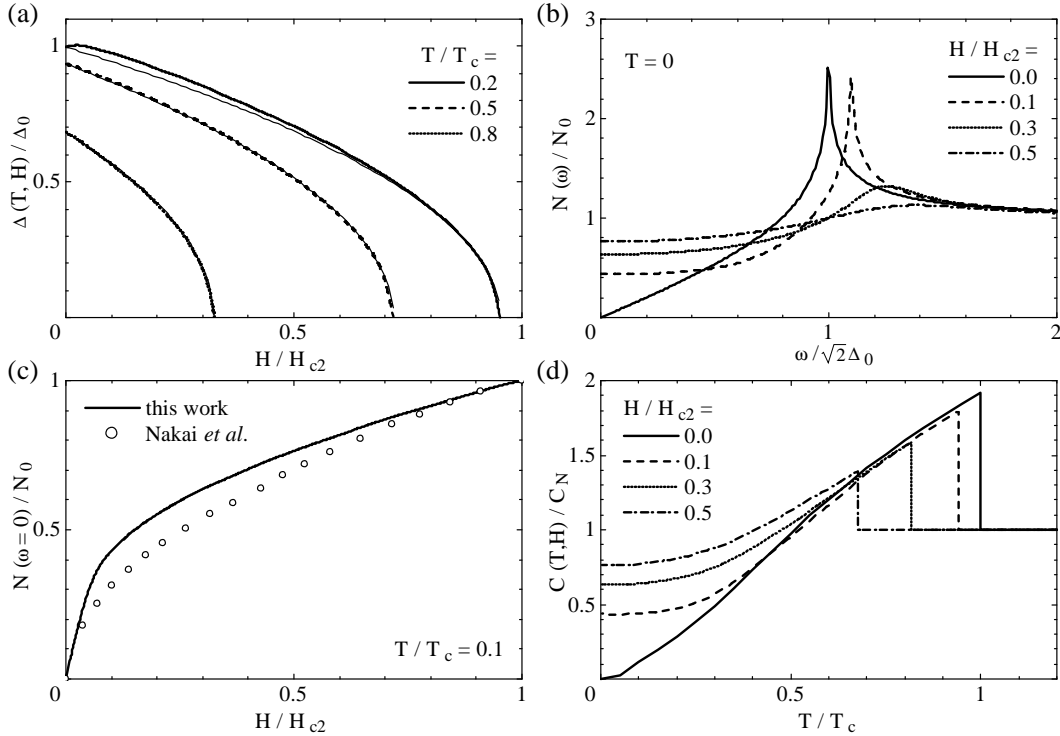 (a)
1
0.5
0
Δ (T, H) / Δ0
T / Tc =
0.2
0.5
0.8
0
0.5
1
H / Hc2
(b)
3
2
1
0
N (ω) / N0
T = 0
H / Hc2 =
0.0
0.1
0.3
0.5
0
1
2
ω / √2Δ0
(c)
1
0.5
0
N (ω = 0) / N0
this work
Nakai et al.
T / Tc = 0.1
0
0.5
1
H / Hc2
(d)
2
1.5
1
0.5
0
C (T,H) / CN
H / Hc2 =
0.0
0.1
0.3
0.5
0.5
1
T / Tc